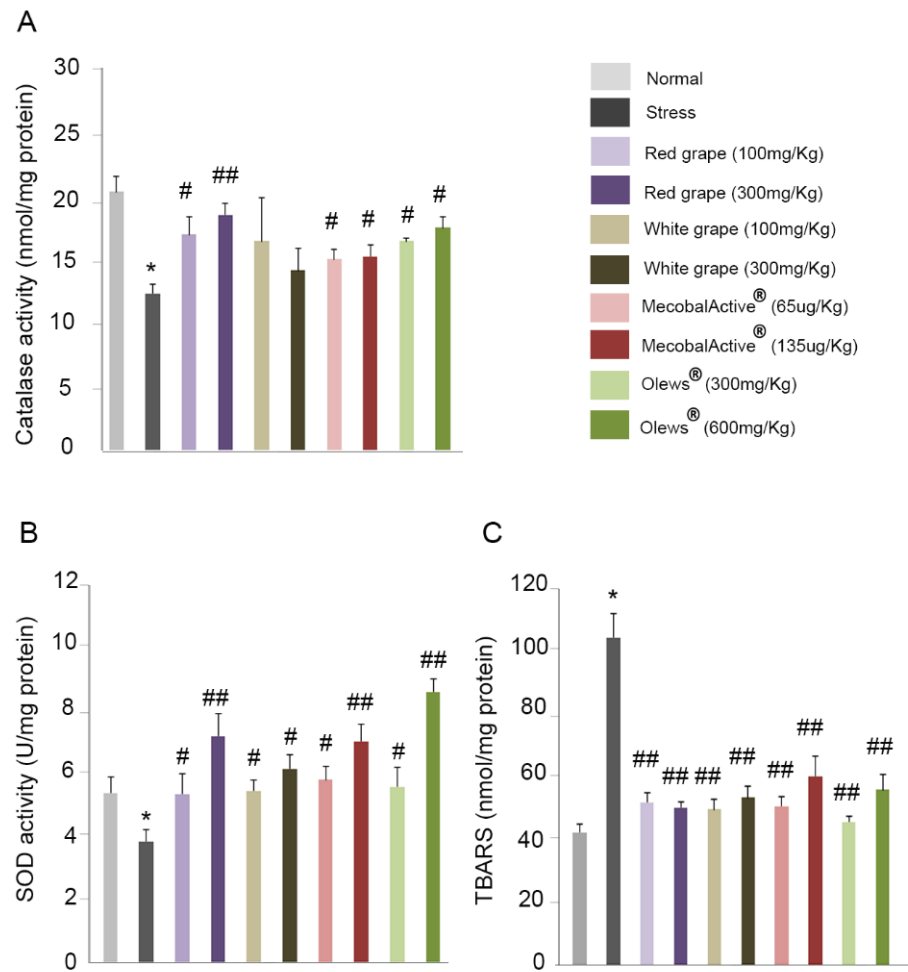 A
Catalase activity (nmol/mg protein)
30
25
20
15
10
5
0
*
#
##
#
#
#
#
Normal
Stress
Red grape (100mg/Kg)
Red grape (300mg/Kg)
White grape (100mg/Kg)
White grape (300mg/Kg)
MecobalActive® (65ug/Kg)
MecobalActive® (135ug/Kg)
Olews® (300mg/Kg)
Olews® (600mg/Kg)
B
SOD activity (U/mg protein)
12
10
8
6
4
2
0
*
#
##
#
#
#
##
#
##
C
TBARS (nmol/mg protein)
120
100
80
60
40
20
0
*
##
##
##
##
##
##
##
##